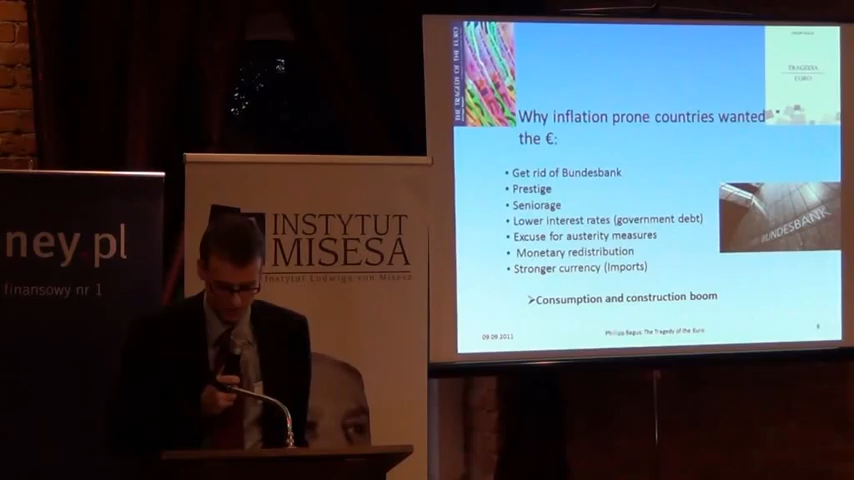 ney.pl
finansowy nr 1
INSTYTUT
MISESA
Instytut Ludwiga von Misesa
THE TRAGEDY OF THE EURO
TRAGEDIA
EURO
Why inflation prone countries wanted
the €:
• Get rid of Bundesbank
• Prestige
• Seniorage
• Lower interest rates (government debt)
• Excuse for austerity measures
• Monetary redistribution
• Stronger currency (Imports)
➢Consumption and construction boom
BUNDESBANK
09.09.2011
Philipp Bagus: The Tragedy of the Euro